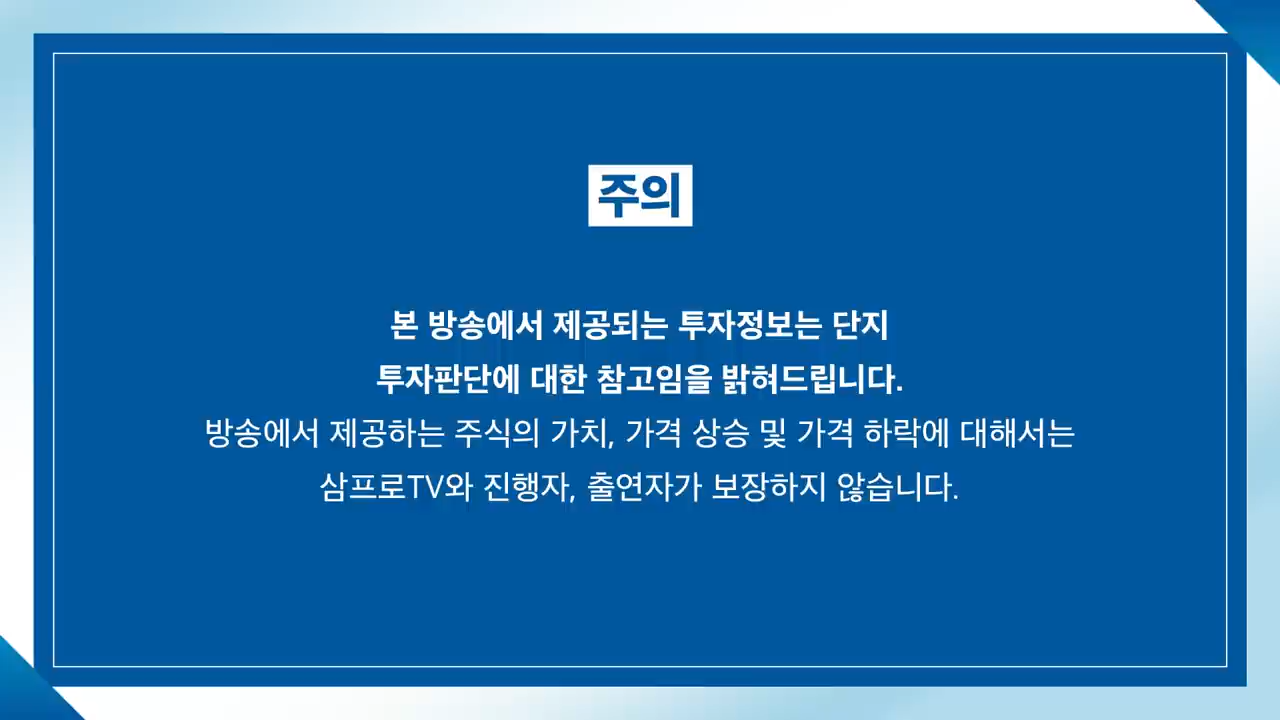 주의
본 방송에서 제공되는 투자정보는 단지
투자판단에 대한 참고임을 밝혀드립니다.
방송에서 제공하는 주식의 가치, 가격 상승 및 가격 하락에 대해서는
삼프로TV와 진행자, 출연자가 보장하지 않습니다.